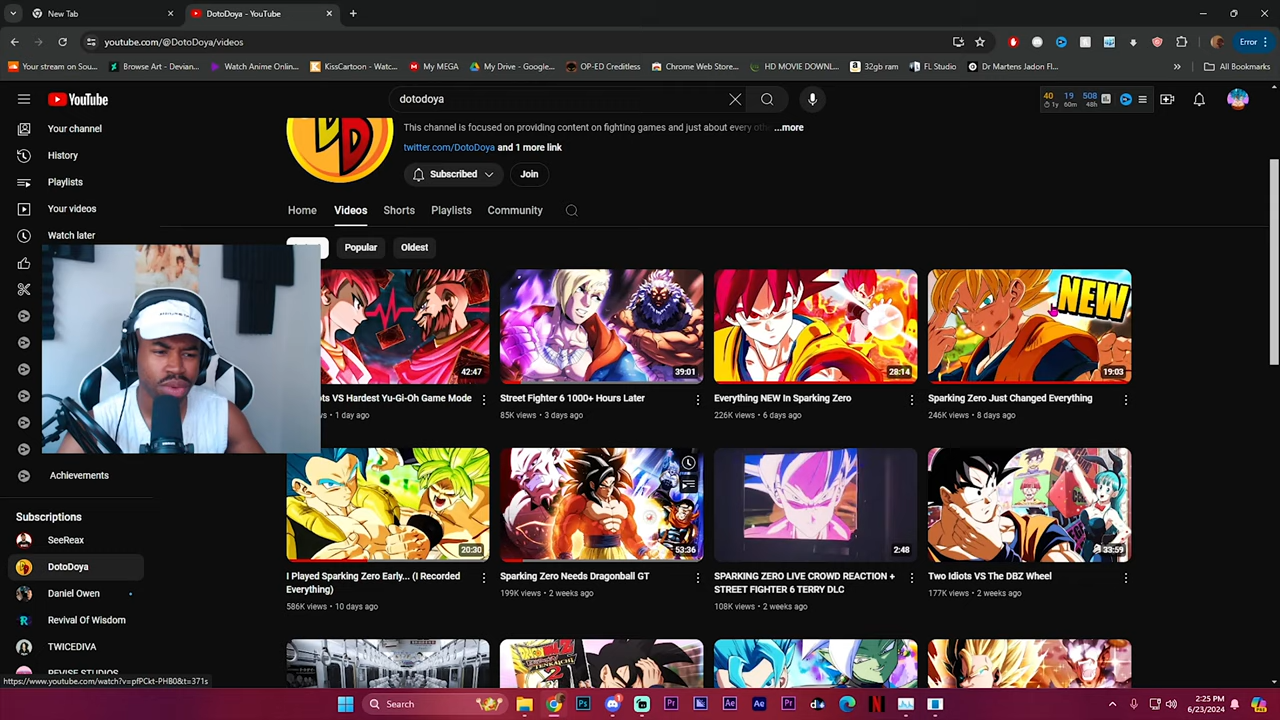 New Tab
DotoDoya - YouTube
youtube.com/@DotoDoya/videos
Error
Your stream on Sou...
Browse Art - Devian...
Watch Anime Onlin...
KissCartoon - Watc...
My MEGA
My Drive - Google...
OP-ED Creditless
Chrome Web Store...
HD MOVIE DOWNL...
32gb ram
FL Studio
Dr Martens Jadon Fl...
All Bookmarks
YouTube
dotodoya
40 19 508
1y 60m 48h
Your channel
History
Playlists
Your videos
Watch later
This channel is focused on providing content on fighting games and just about every othe ...more
twitter.com/DotoDoya and 1 more link
Subscribed
Join
Home
Videos
Shorts
Playlists
Community
Popular
Oldest
42:47
39:01
28:14
NEW
19:03
ots VS Hardest Yu-Gi-Oh Game Mode
1 day ago
Street Fighter 6 1000+ Hours Later
85K views • 3 days ago
Everything NEW In Sparking Zero
226K views • 6 days ago
Sparking Zero Just Changed Everything
246K views • 8 days ago
20:30
53:36
2:48
33:59
I Played Sparking Zero Early... (I Recorded
Everything)
586K views • 10 days ago
Sparking Zero Needs Dragonball GT
199K views • 2 weeks ago
SPARKING ZERO LIVE CROWD REACTION +
STREET FIGHTER 6 TERRY DLC
108K views • 2 weeks ago
Two Idiots VS The DBZ Wheel
177K views • 2 weeks ago
Achievements
Subscriptions
SeeReax
DotoDoya
Daniel Owen
Revival Of Wisdom
TWICEDIVA
REVISE STUDIOS
https://www.youtube.com/watch?v=pfPCkt-PHB0&t=371s
Search
2:25 PM
6/23/2024